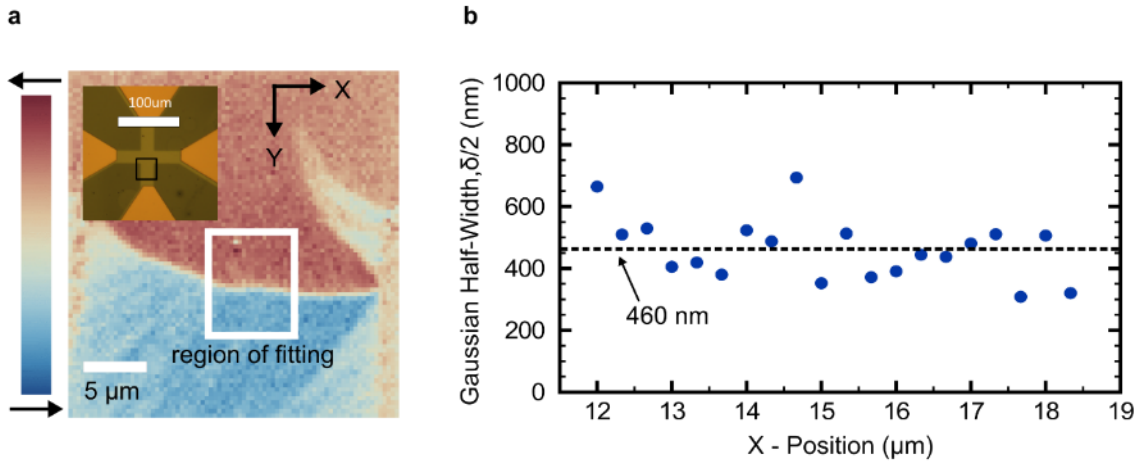 a
100um
X
Y
region of fitting
5 µm
b
Gaussian Half-Width,δ/2 (nm)
1000
800
600
400
200
0
460 nm
12 13 14 15 16 17 18 19
X - Position (µm)